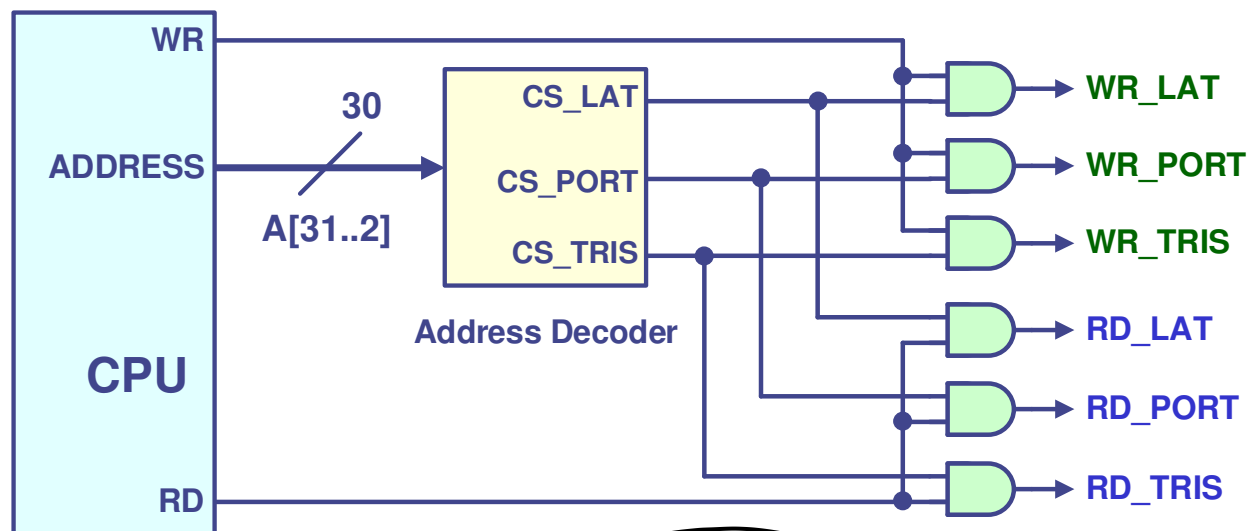 WR
ADDRESS
CPU
RD
30
A[31..2]
CS_LAT
CS_PORT
CS_TRIS
Address Decoder
WR_LAT
WR_PORT
WR_TRIS
RD_LAT
RD_PORT
RD_TRIS